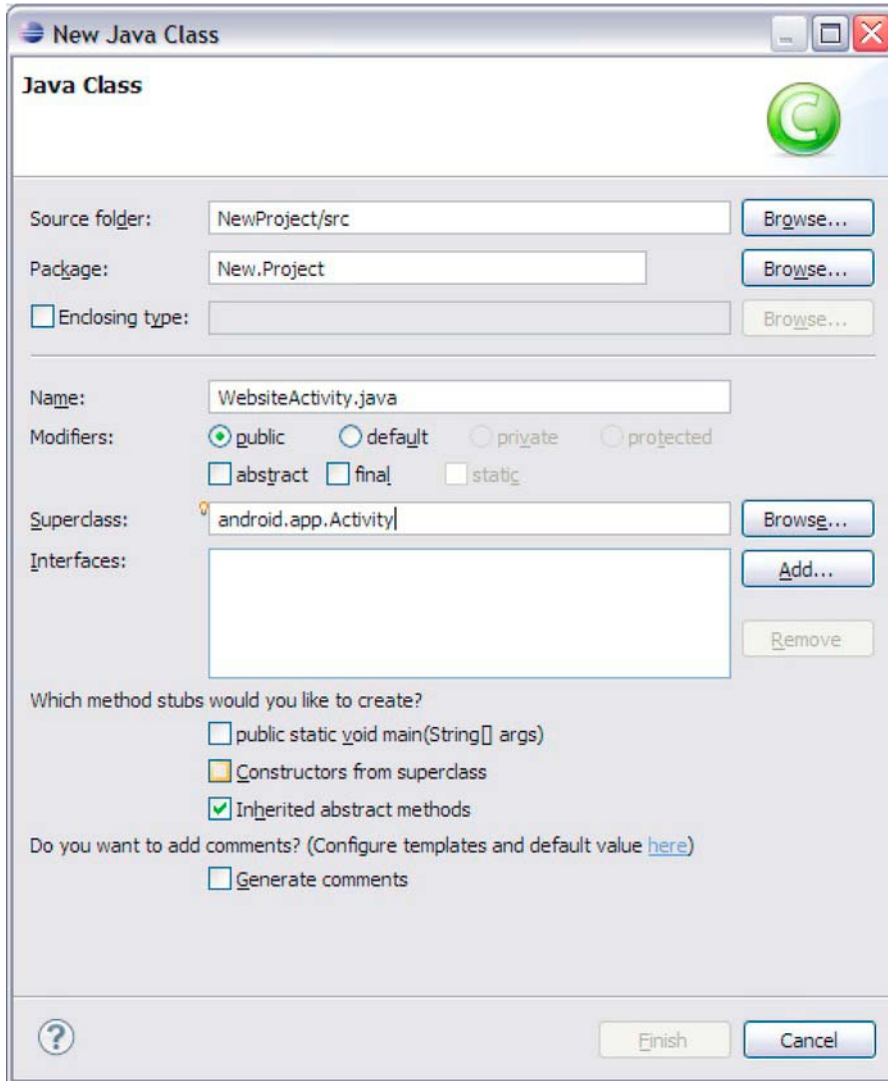 New Java Class
Java Class
C
Source folder: NewProject/src Browse...
Package: New.Project Browse...
Enclosing type: Browse...
Name: WebsiteActivity.java
Modifiers: public default private protected
abstract final static
Superclass: android.app.Activity Browse...
Interfaces: Add...
Remove
Which method stubs would you like to create?
public static void main(String[] args)
Constructors from superclass
Inherited abstract methods
Do you want to add comments? (Configure templates and default value here)
Generate comments
? Finish Cancel